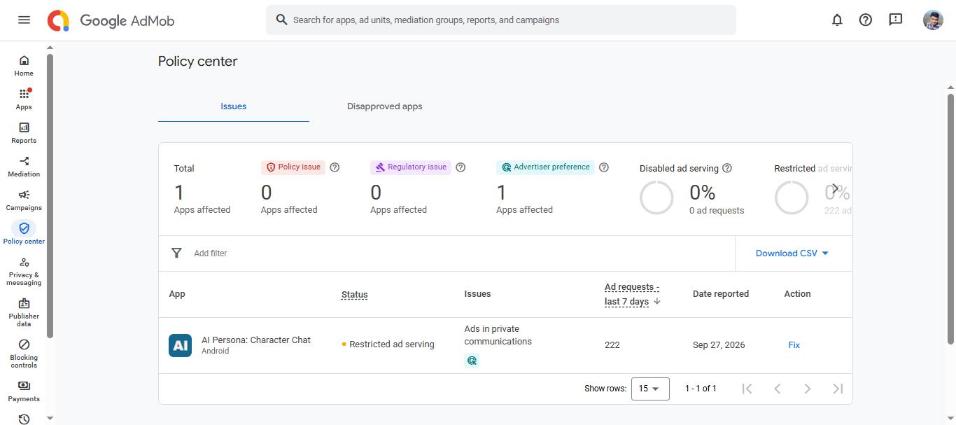 Google AdMob
Search for apps, ad units, mediation groups, reports, and campaigns
Home
Apps
Reports
Mediation
Campaigns
Policy center
Privacy &
messaging
Publisher
data
Blocking
controls
Payments
Policy center
Issues
Disapproved apps
Total
1
Apps affected
Policy issue
0
Apps affected
Regulatory issue
0
Apps affected
Advertiser preference
1
Apps affected
Disabled ad serving
0%
0 ad requests
Restricted ad servin
0%
222 ad
Add filter
Download CSV
App
Status
Issues
Ad requests -
last 7 days
Date reported
Action
AI
AI Persona: Character Chat
Android
Restricted ad serving
Ads in private
communications
222
Sep 27, 2026
Fix
Show rows:
15
1 - 1 of 1